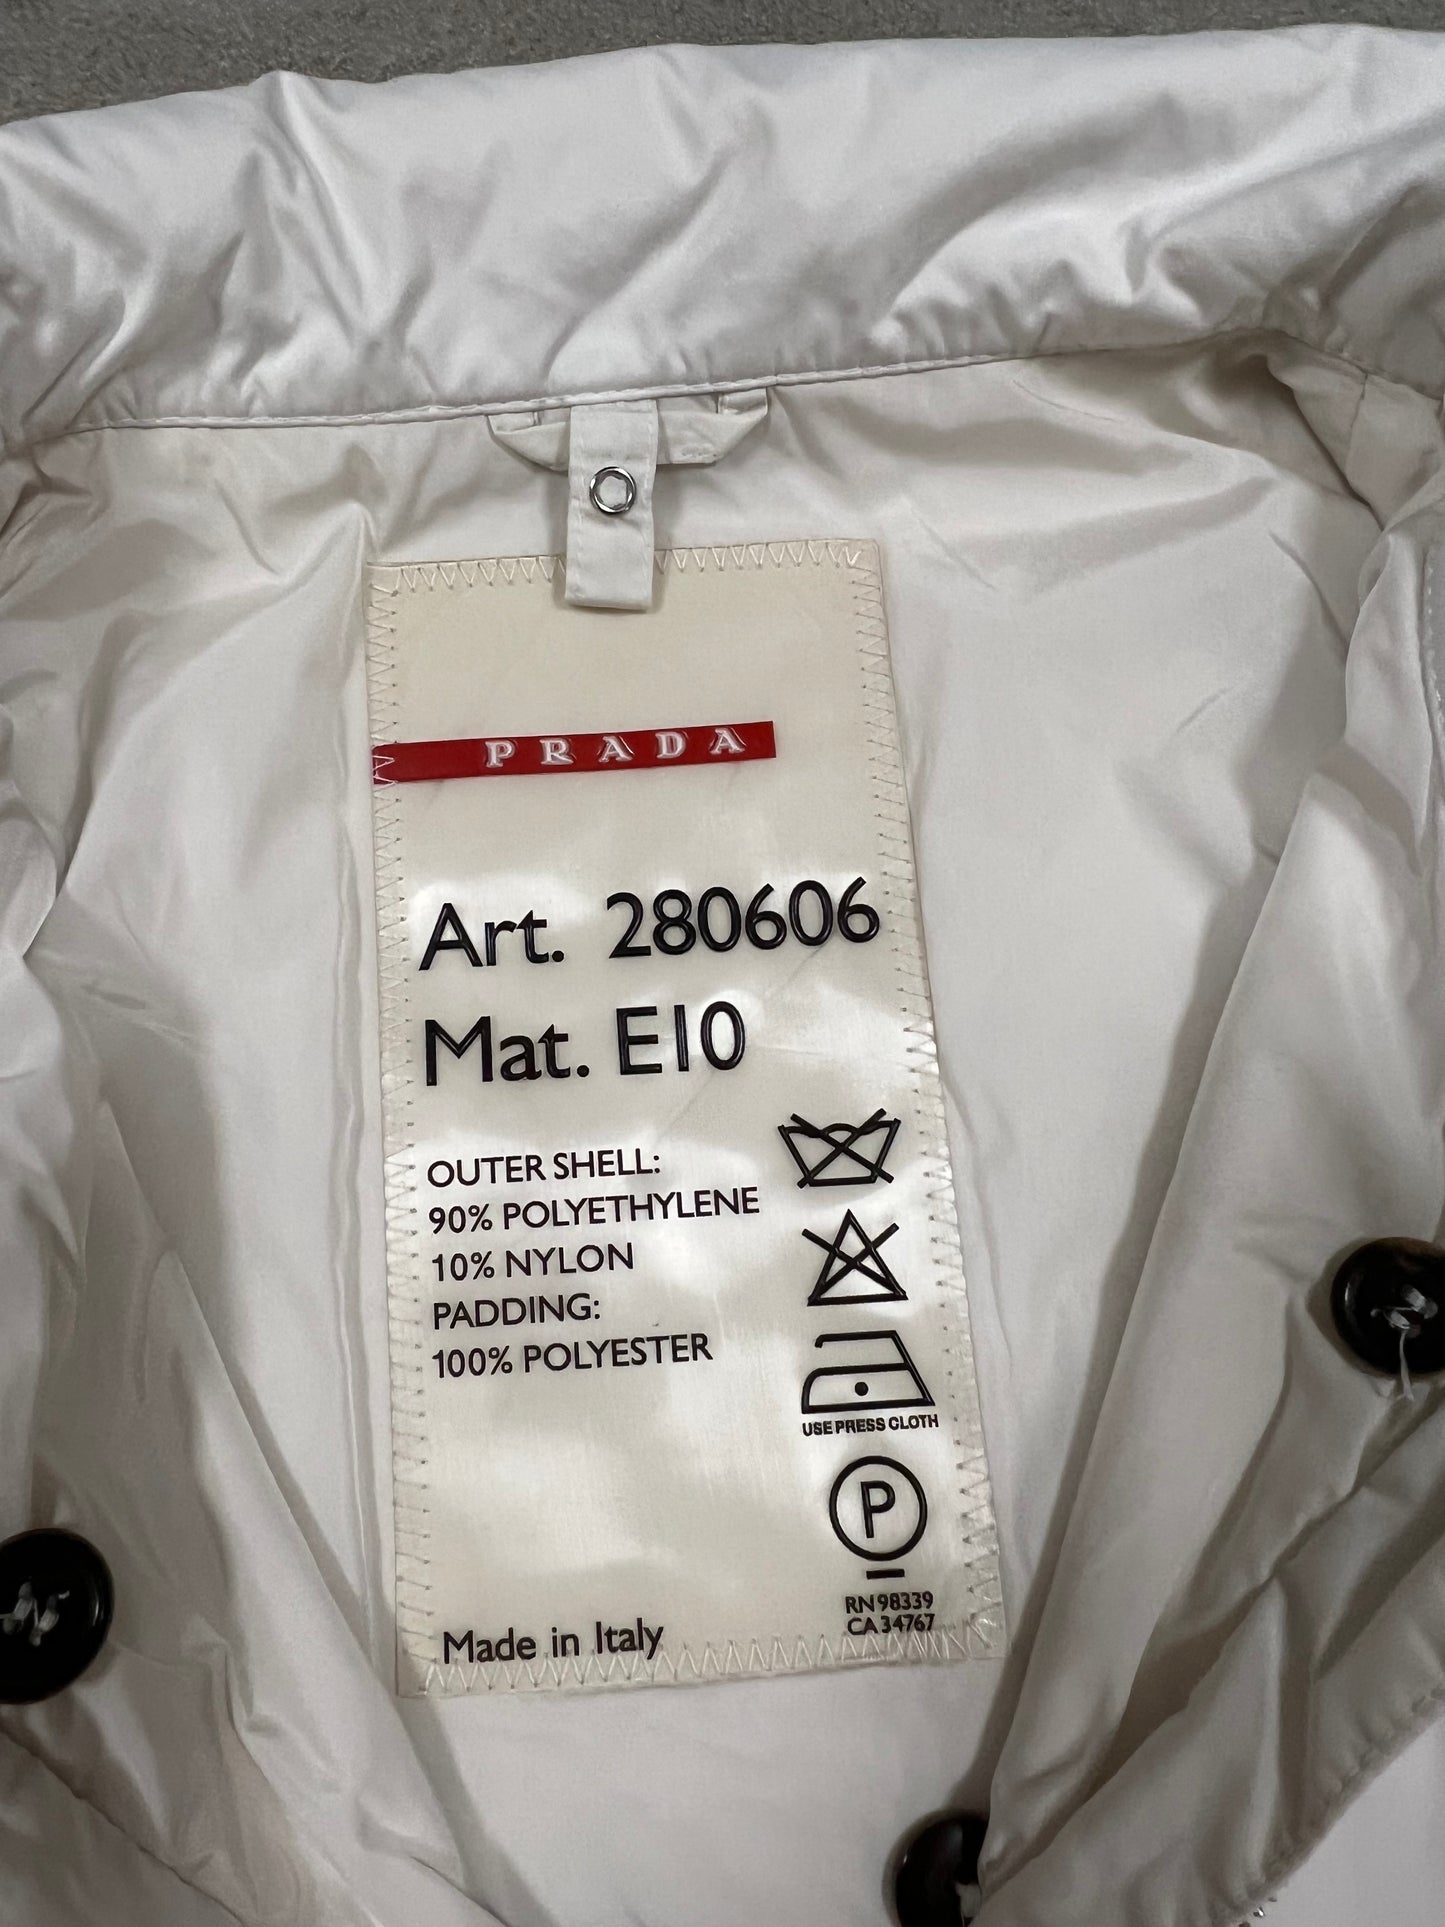 PRADA
Art. 280606
Mat. E10
OUTER SHELL:
90% POLYETHYLENE
10% NYLON
PADDING:
100% POLYESTER
USE PRESS CLOTH
P
RN 98339
CA 34767
Made in Italy